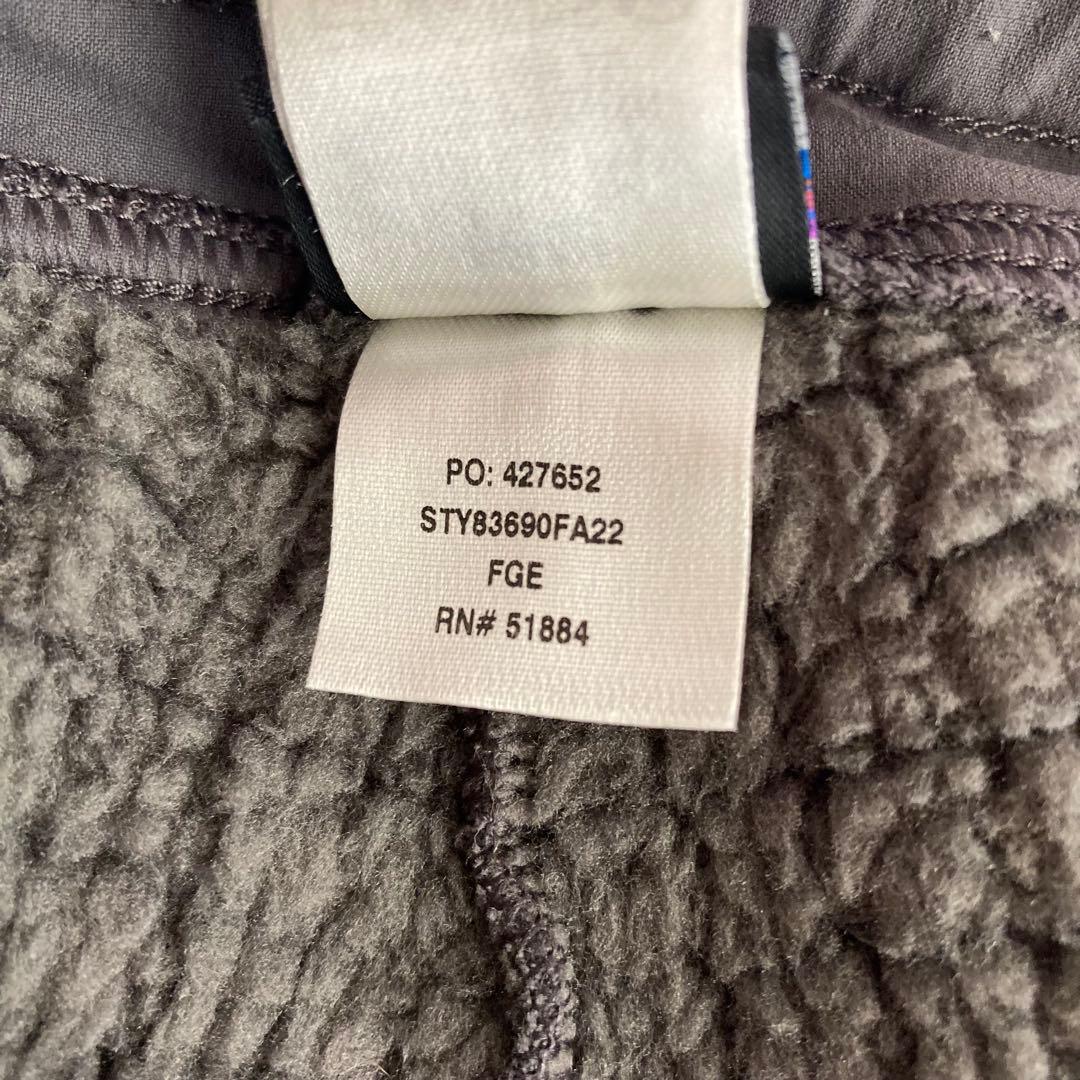 PO: 427652
STY83690FA22
FGE
RN# 51884